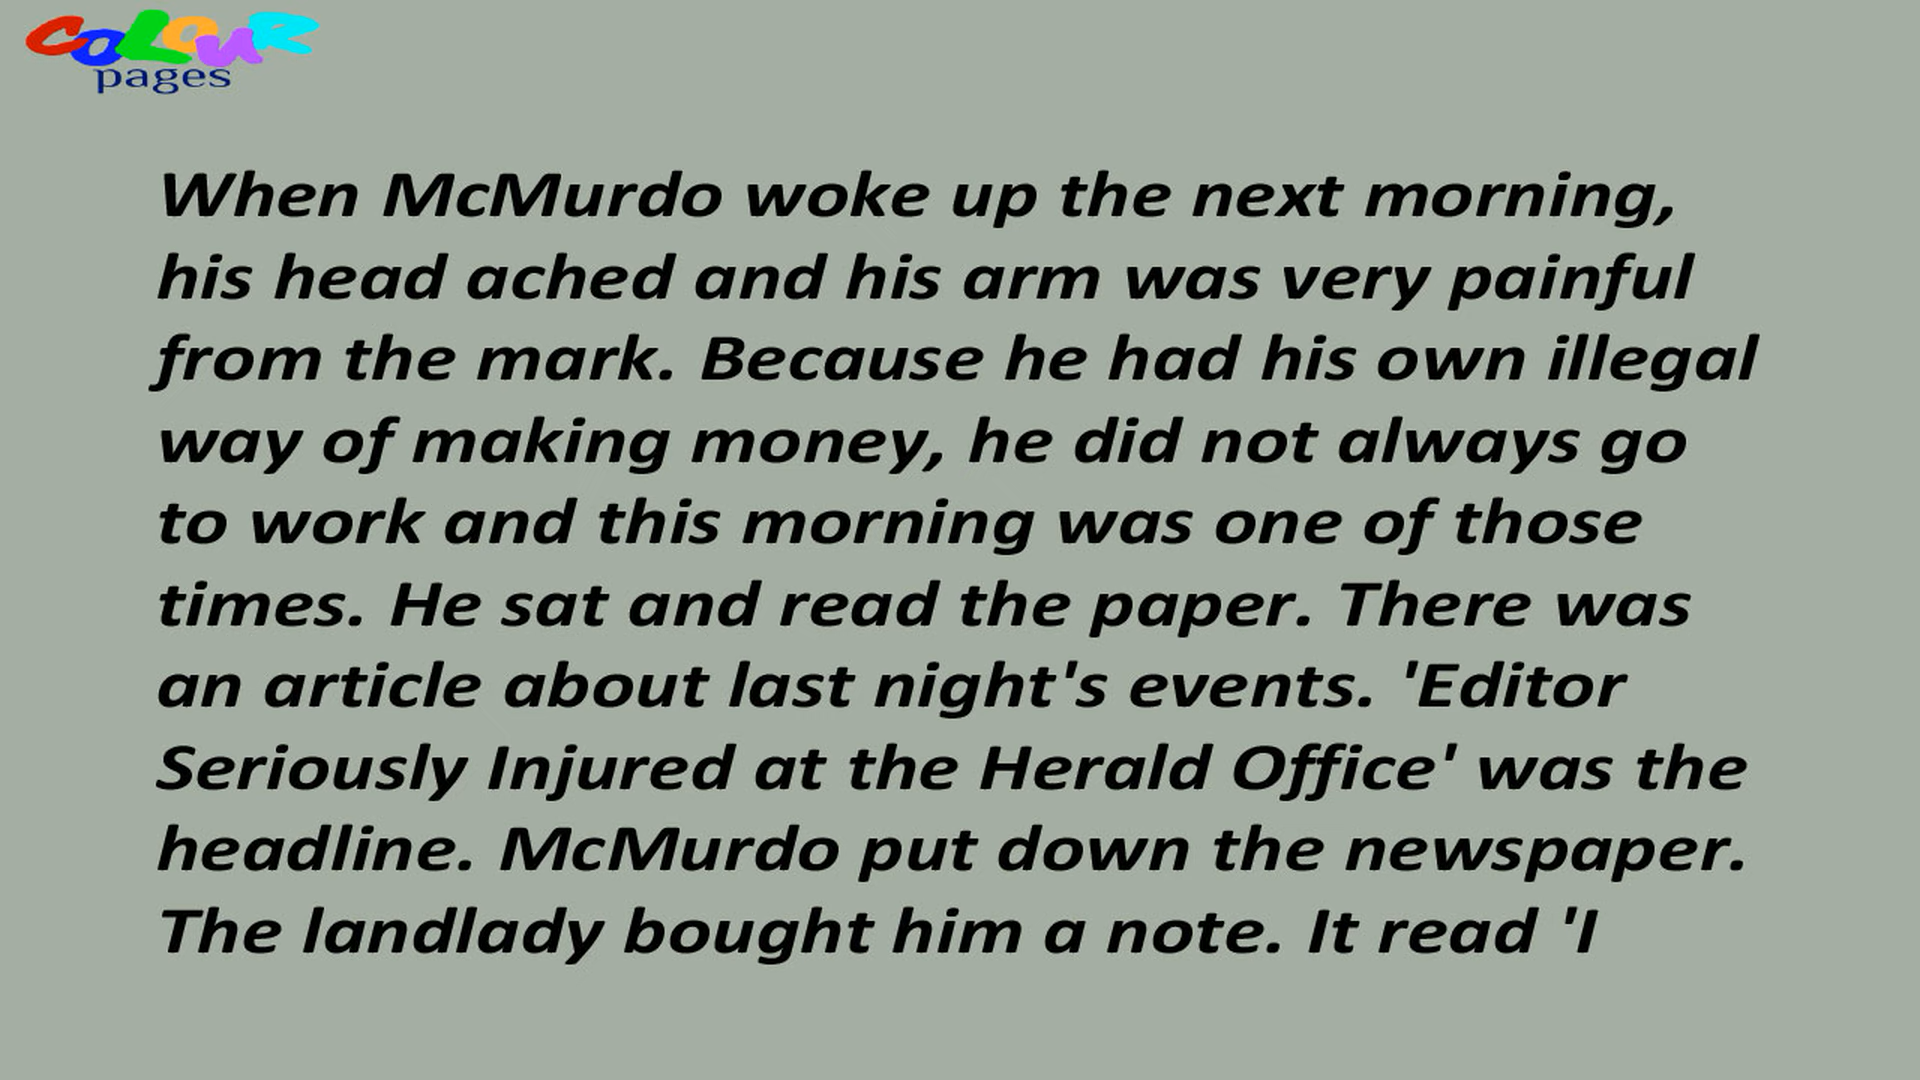 COLOUR
pages
When McMurdo woke up the next morning,
his head ached and his arm was very painful
from the mark. Because he had his own illegal
way of making money, he did not always go
to work and this morning was one of those
times. He sat and read the paper. There was
an article about last night's events. 'Editor
Seriously Injured at the Herald Office' was the
headline. McMurdo put down the newspaper.
The landlady bought him a note. It read 'I